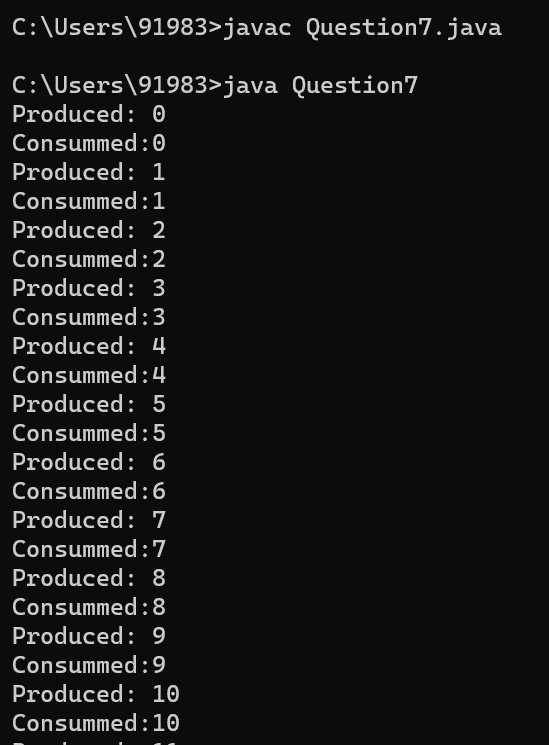 C:\Users\91983>javac Question7.java
C:\Users\91983>java Question7
Produced: 0
Consummed:0
Produced: 1
Consummed:1
Produced: 2
Consummed:2
Produced: 3
Consummed:3
Produced: 4
Consummed:4
Produced: 5
Consummed:5
Produced: 6
Consummed:6
Produced: 7
Consummed:7
Produced: 8
Consummed:8
Produced: 9
Consummed:9
Produced: 10
Consummed:10